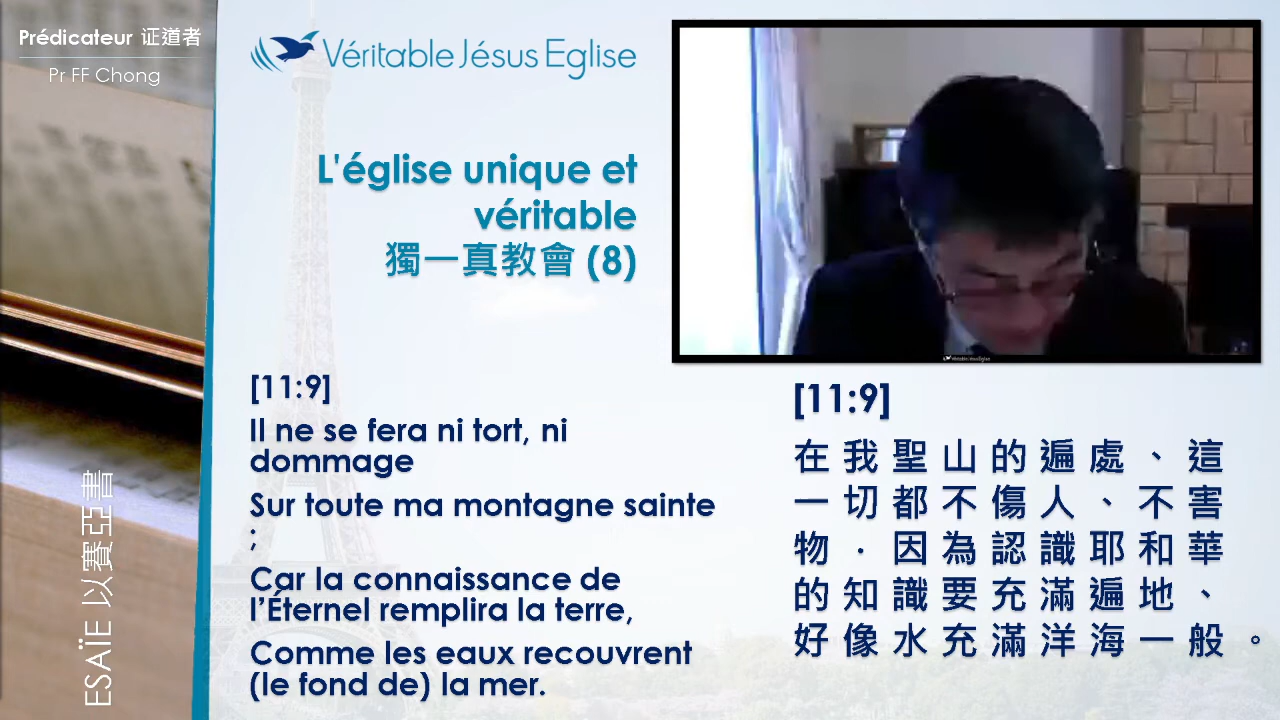 Prédicateur 证道者
Pr FF Chong
Véritable Jésus Eglise
L'église unique et
véritable
獨一真教會 (8)
[11:9]
Il ne se fera ni tort, ni
dommage
Sur toute ma montagne sainte
;
Car la connaissance de
l’Éternel remplira la terre,
Comme les eaux recouvrent
(le fond de) la mer.
[11:9]
在我聖山的遍處、這
一切都不傷人、不害
物．因為認識耶和華
的知識要充滿遍地、
好像水充滿洋海一般。
ESAÏE 以賽亞書